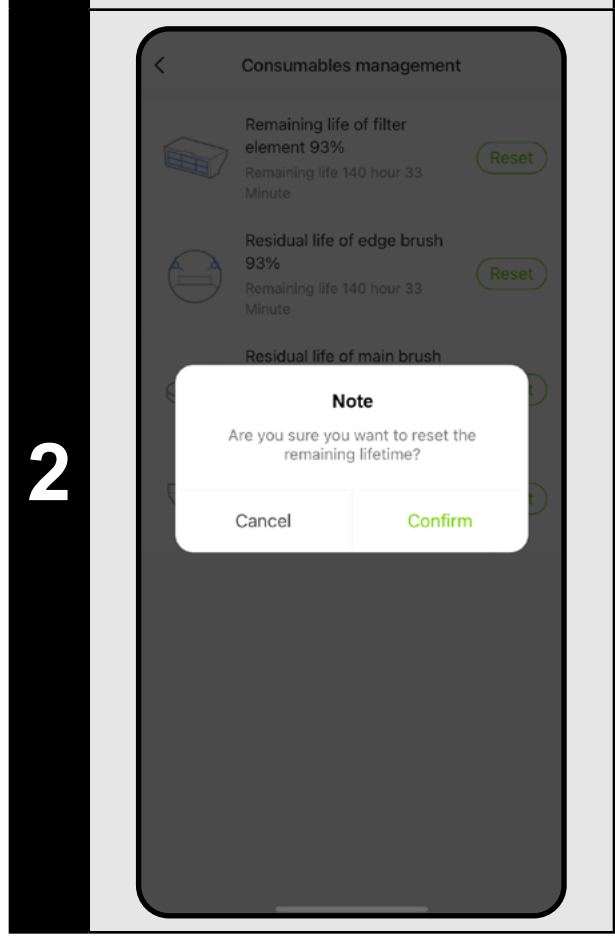 Consumables management
Remaining life of filter
element 93%
Reset
Remaining life 140 hour 33
Minute
Residual life of edge brush
93%
Reset
Remaining life 140 hour 33
Minute
Residual life of main brush
Note
Are you sure you want to reset the
remaining lifetime?
Cancel
Confirm
2